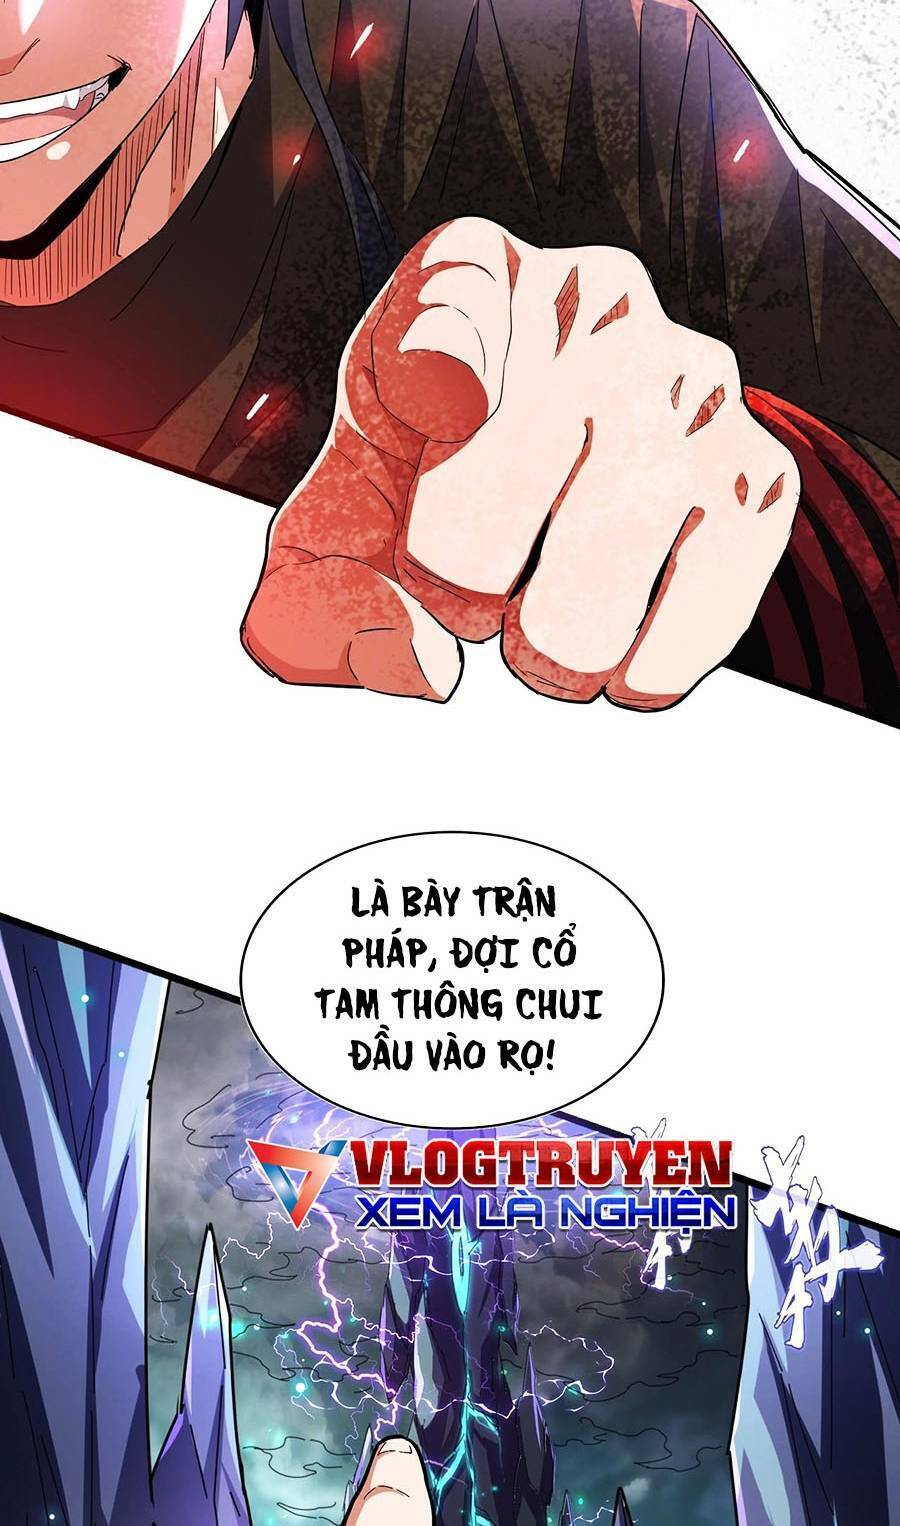 LÀ BÀY TRẬN
PHÁP, ĐỢI CỔ
TAM THÔNG CHUI
ĐẦU VÀO RỌ!
VLOGTRUYEN
XEM LÀ NGHIỆN